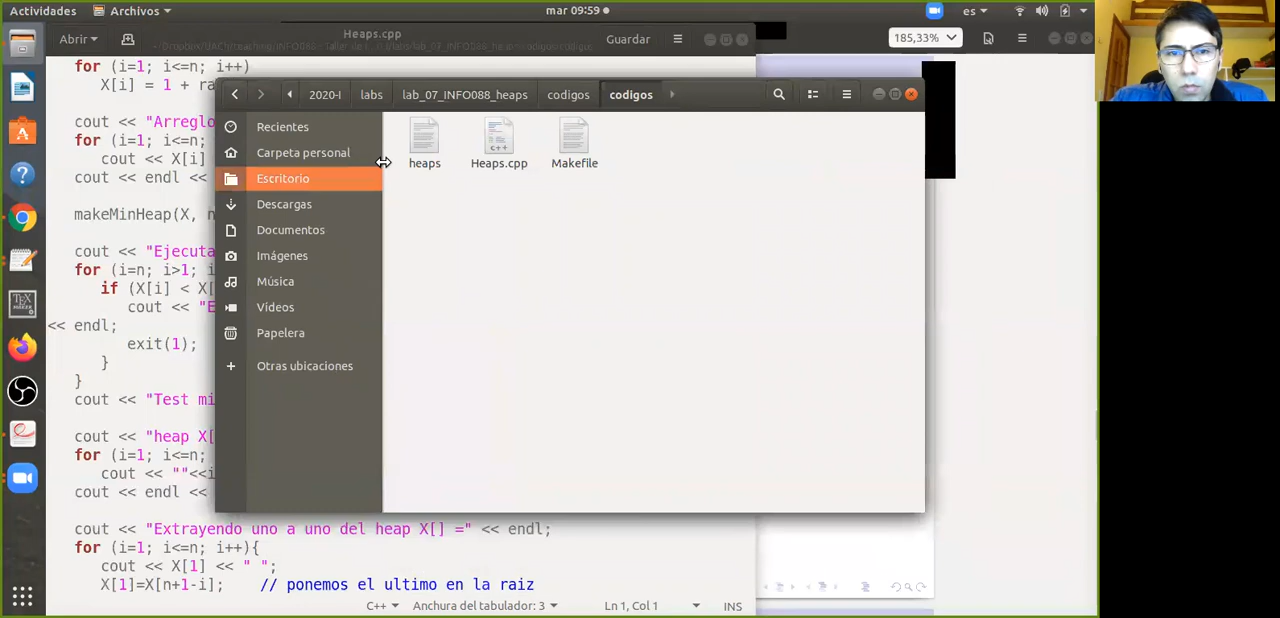 Actividades Archivos mar 09:59 es
Abrir Heaps.cpp Guardar
185,33%
for (i=1; i<=n; i++)
X[i] = 1 + ra
2020-I labs lab_07_INFO088_heaps codigos codigos
cout << "Arreglo
for (i=1; i<=n;
cout << X[i]
cout << endl <<
makeMinHeap(X, n
cout << "Ejecuta
for (i=n; i>1; i
if (X[i] < X[
cout << "E
<< endl;
exit(1);
}
}
cout << "Test mi
cout << "heap X[
for (i=1; i<=n;
cout << ""<<i
cout << endl <<
Recientes
Carpeta personal
Escritorio
Descargas
Documentos
Imágenes
Música
Vídeos
Papelera
Otras ubicaciones
heaps Heaps.cpp Makefile
c++
cout << "Extrayendo uno a uno del heap X[] =" << endl;
for (i=1; i<=n; i++){
cout << X[1] << " ";
X[1]=X[n+1-i]; // ponemos el ultimo en la raiz
C++ Anchura del tabulador: 3 Ln 1, Col 1 INS